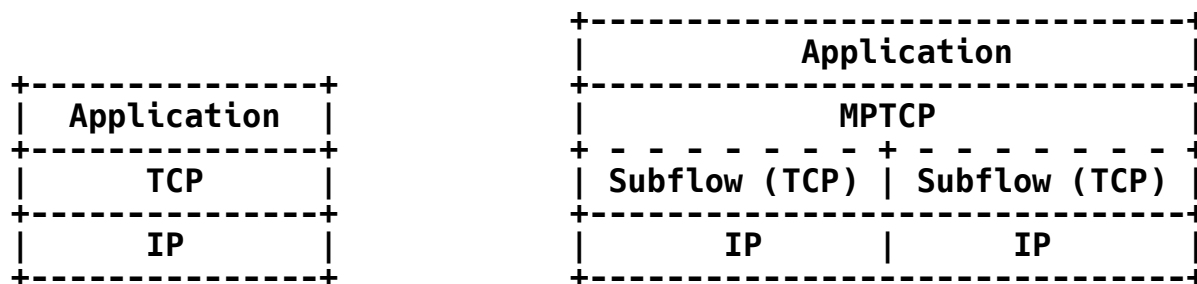 Application
Application
MPTCP
TCP
Subflow (TCP) | Subflow (TCP)
IP
IP | IP